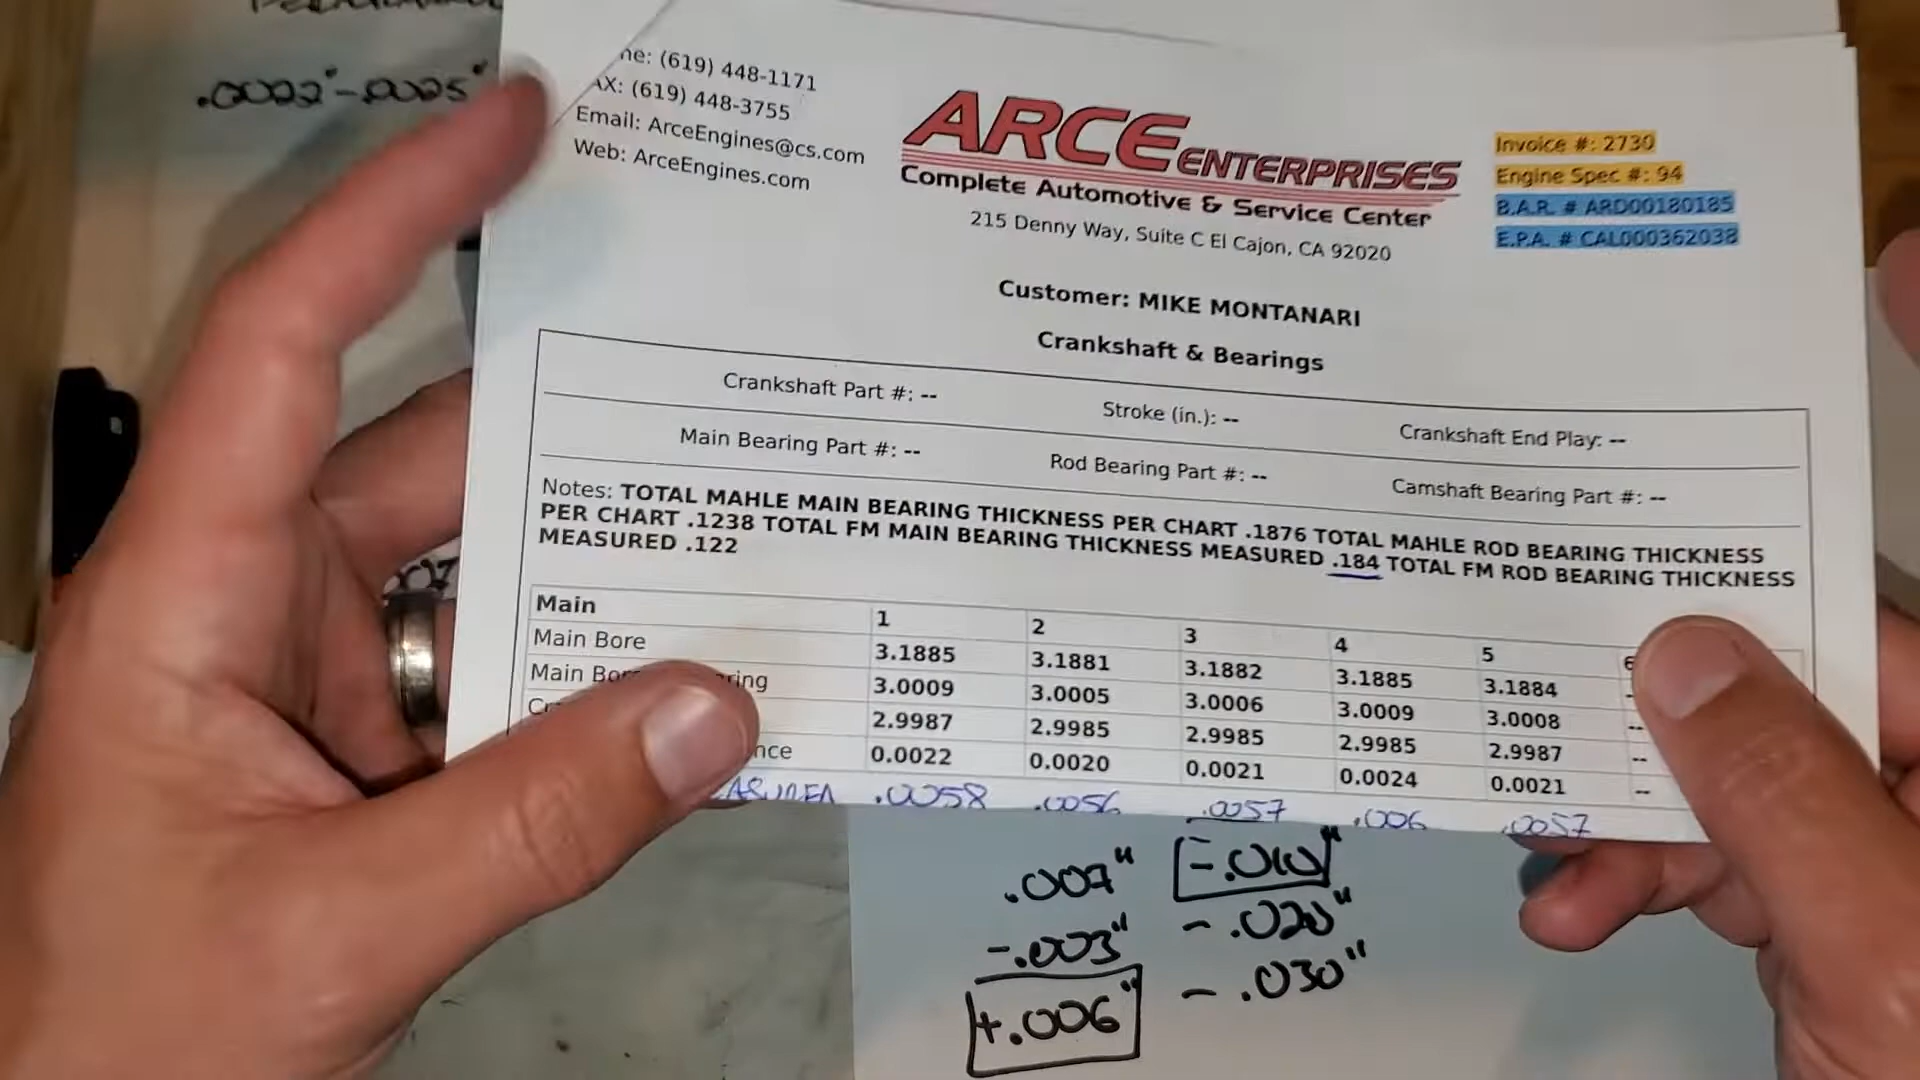 .0022" - .0025"
ne: (619) 448-1171
AX: (619) 448-3755
Email: ArceEngines@cs.com
Web: ArceEngines.com
ARCE ENTERPRISES
Complete Automotive & Service Center
215 Denny Way, Suite C El Cajon, CA 92020
Invoice #: 2730
Engine Spec #: 94
B.A.R. # ARD00180185
E.P.A. # CAL000362038
Customer: MIKE MONTANARI
Crankshaft & Bearings
Crankshaft Part #: -- Stroke (in.): -- Crankshaft End Play: --
Main Bearing Part #: -- Rod Bearing Part #: -- Camshaft Bearing Part #: --
Notes: TOTAL MAHLE MAIN BEARING THICKNESS PER CHART .1876 TOTAL MAHLE ROD BEARING THICKNESS
PER CHART .1238 TOTAL FM MAIN BEARING THICKNESS MEASURED .184 TOTAL FM ROD BEARING THICKNESS
MEASURED .122
Main 1 2 3 4 5 6
Main Bore 3.1885 3.1881 3.1882 3.1885 3.1884 --
Main Bor ring 3.0009 3.0005 3.0006 3.0009 3.0008 --
Cr 2.9987 2.9985 2.9985 2.9985 2.9987 --
nce 0.0022 0.0020 0.0021 0.0024 0.0021 --
.0058 .0056 .0057 .006 .0057
.007" -.010"
-.003" - .020"
+.006" - .030"